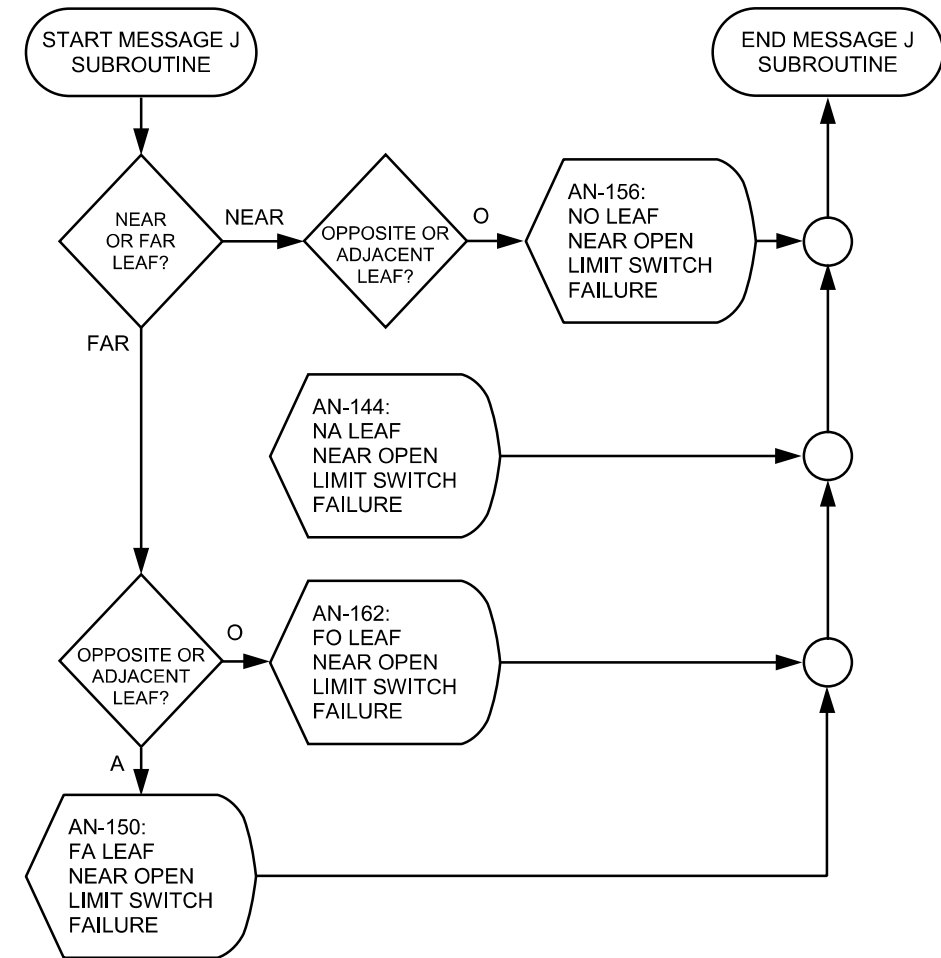 START MESSAGE J
SUBROUTINE
END MESSAGE J
SUBROUTINE
NEAR
OR FAR
LEAF?
NEAR
OPPOSITE OR
ADJACENT
LEAF?
O
AN-156:
NO LEAF
NEAR OPEN
LIMIT SWITCH
FAILURE
FAR
AN-144:
NA LEAF
NEAR OPEN
LIMIT SWITCH
FAILURE
OPPOSITE OR
ADJACENT
LEAF?
O
AN-162:
FO LEAF
NEAR OPEN
LIMIT SWITCH
FAILURE
A
AN-150:
FA LEAF
NEAR OPEN
LIMIT SWITCH
FAILURE